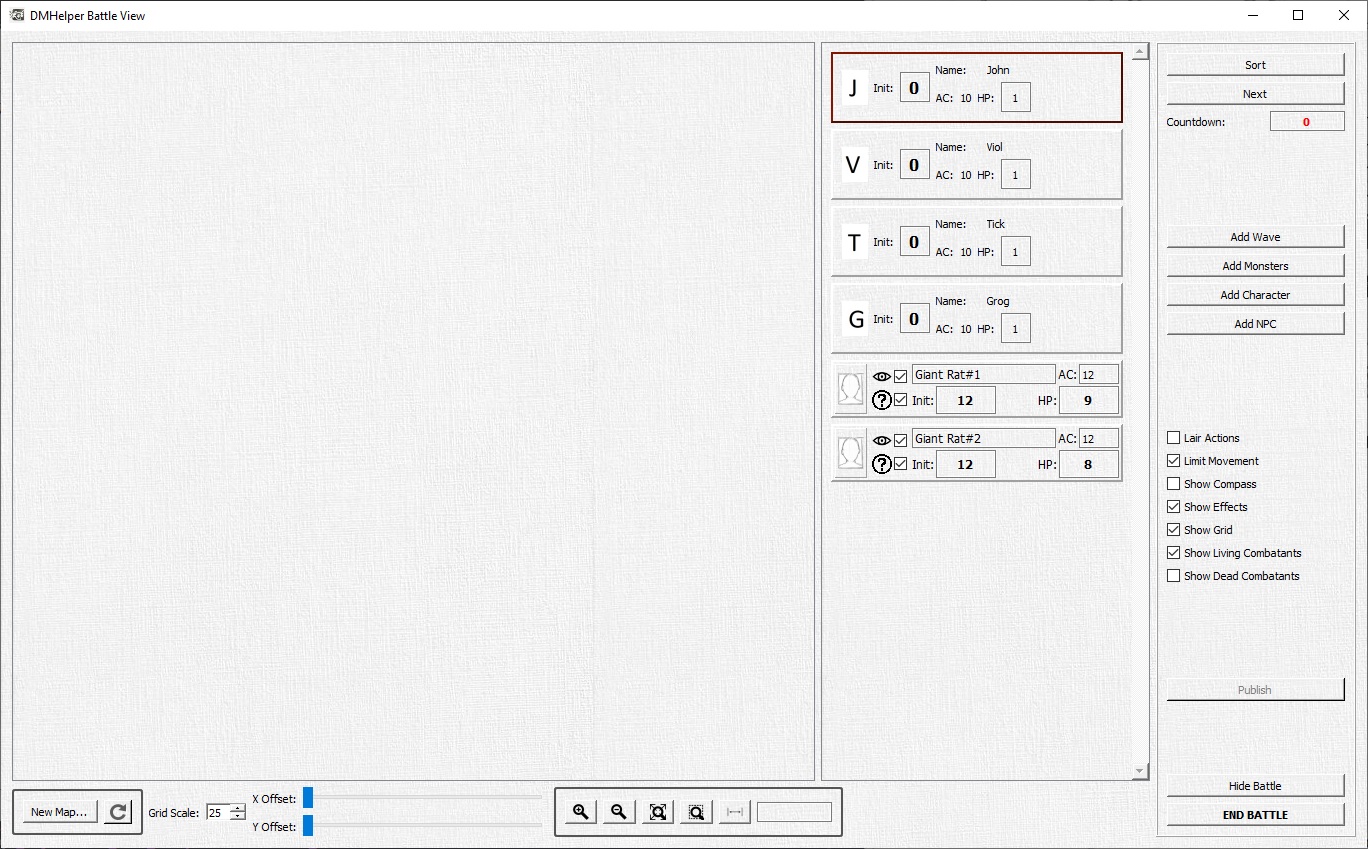 DMHelper Battle View
J Init: 0 Name: John
AC: 10 HP: 1
V Init: 0 Name: Viol
AC: 10 HP: 1
T Init: 0 Name: Tick
AC: 10 HP: 1
G Init: 0 Name: Grog
AC: 10 HP: 1
Giant Rat#1 AC: 12
? Init: 12 HP: 9
Giant Rat#2 AC: 12
? Init: 12 HP: 8
Sort
Next
Countdown: 0
Add Wave
Add Monsters
Add Character
Add NPC
Lair Actions
Limit Movement
Show Compass
Show Effects
Show Grid
Show Living Combatants
Show Dead Combatants
Publish
Hide Battle
END BATTLE
New Map... Grid Scale: 25
X Offset:
Y Offset: